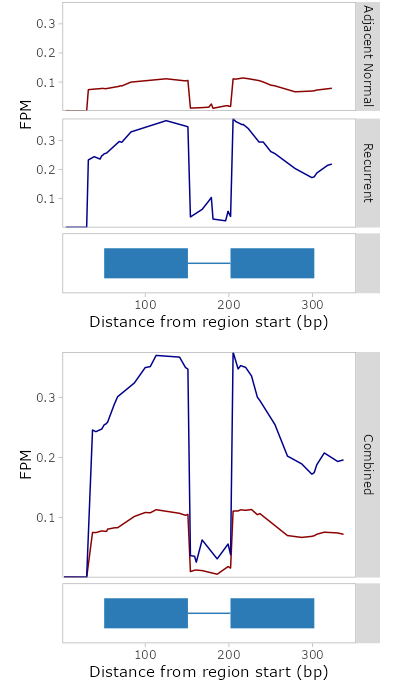 Adjacent Normal
0.3
0.2
0.1
FPM
Recurrent
0.3
0.2
0.1
100
200
300
Distance from region start (bp)
Combined
0.3
0.2
0.1
FPM
100
200
300
Distance from region start (bp)